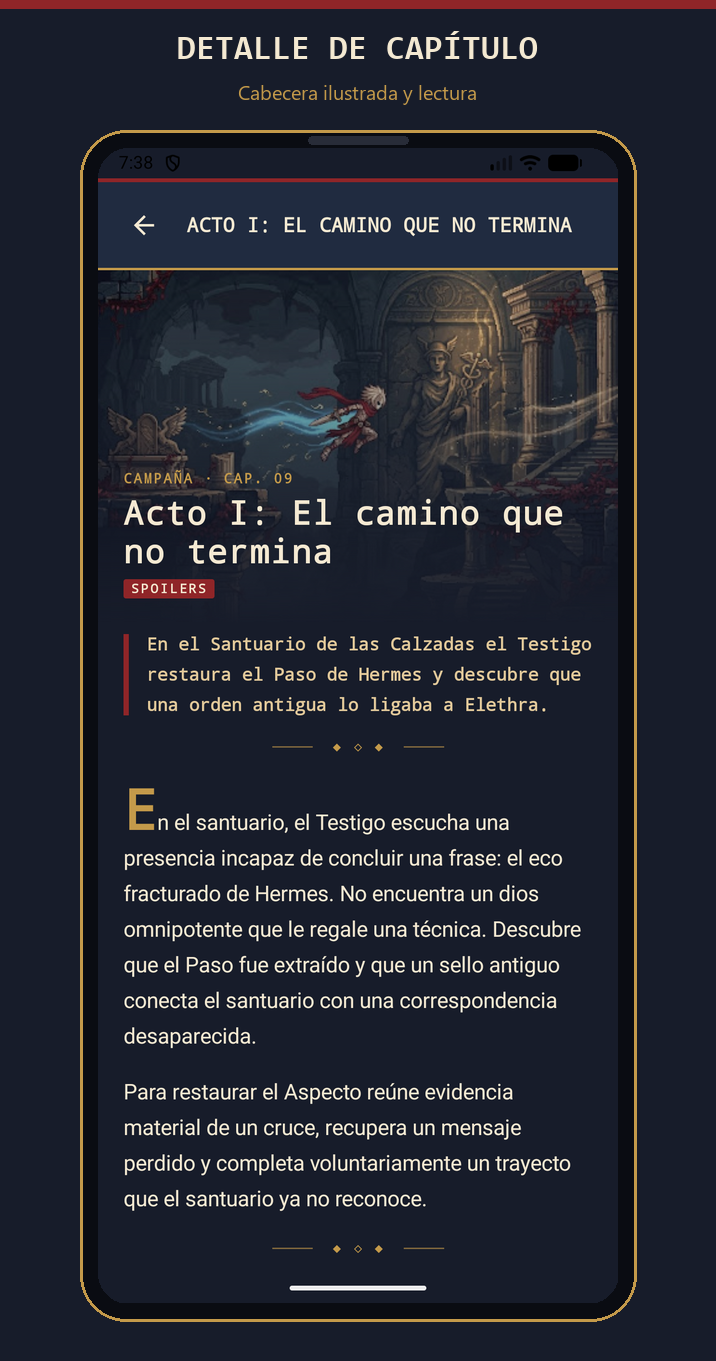 DETALLE DE CAPÍTULO
Cabecera ilustrada y lectura
7:38
ACTO I: EL CAMINO QUE NO TERMINA
CAMPAÑA · CAP. 09
Acto I: El camino que
no termina
SPOILERS
En el Santuario de las Calzadas el Testigo
restaura el Paso de Hermes y descubre que
una orden antigua lo ligaba a Elethra.
En el santuario, el Testigo escucha una
presencia incapaz de concluir una frase: el eco
fracturado de Hermes. No encuentra un dios
omnipotente que le regale una técnica. Descubre
que el Paso fue extraído y que un sello antiguo
conecta el santuario con una correspondencia
desaparecida.
Para restaurar el Aspecto reúne evidencia
material de un cruce, recupera un mensaje
perdido y completa voluntariamente un trayecto
que el santuario ya no reconoce.